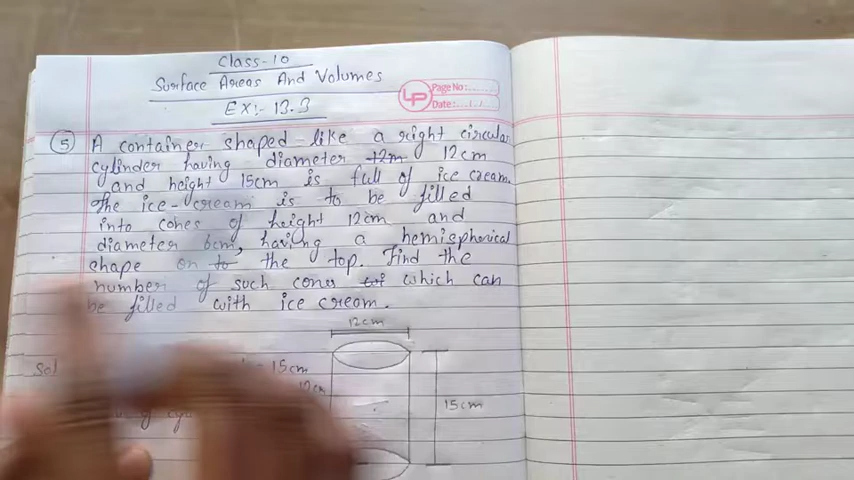 Class-10
Surface Areas And Volumes
LP
Page No:
Date:
EX:- 13.3
5 A container shaped like a right circular
cylinder having diameter 12m 12cm
and height 15cm is full of ice cream.
The ice-cream is to be filled
into cones of height 12cm and
diameter 6cm, having a hemispherical
shape on to the top. Find the
number of such cones which can
be filled with ice cream.
12cm
Sol
15cm
12cm
15cm
of